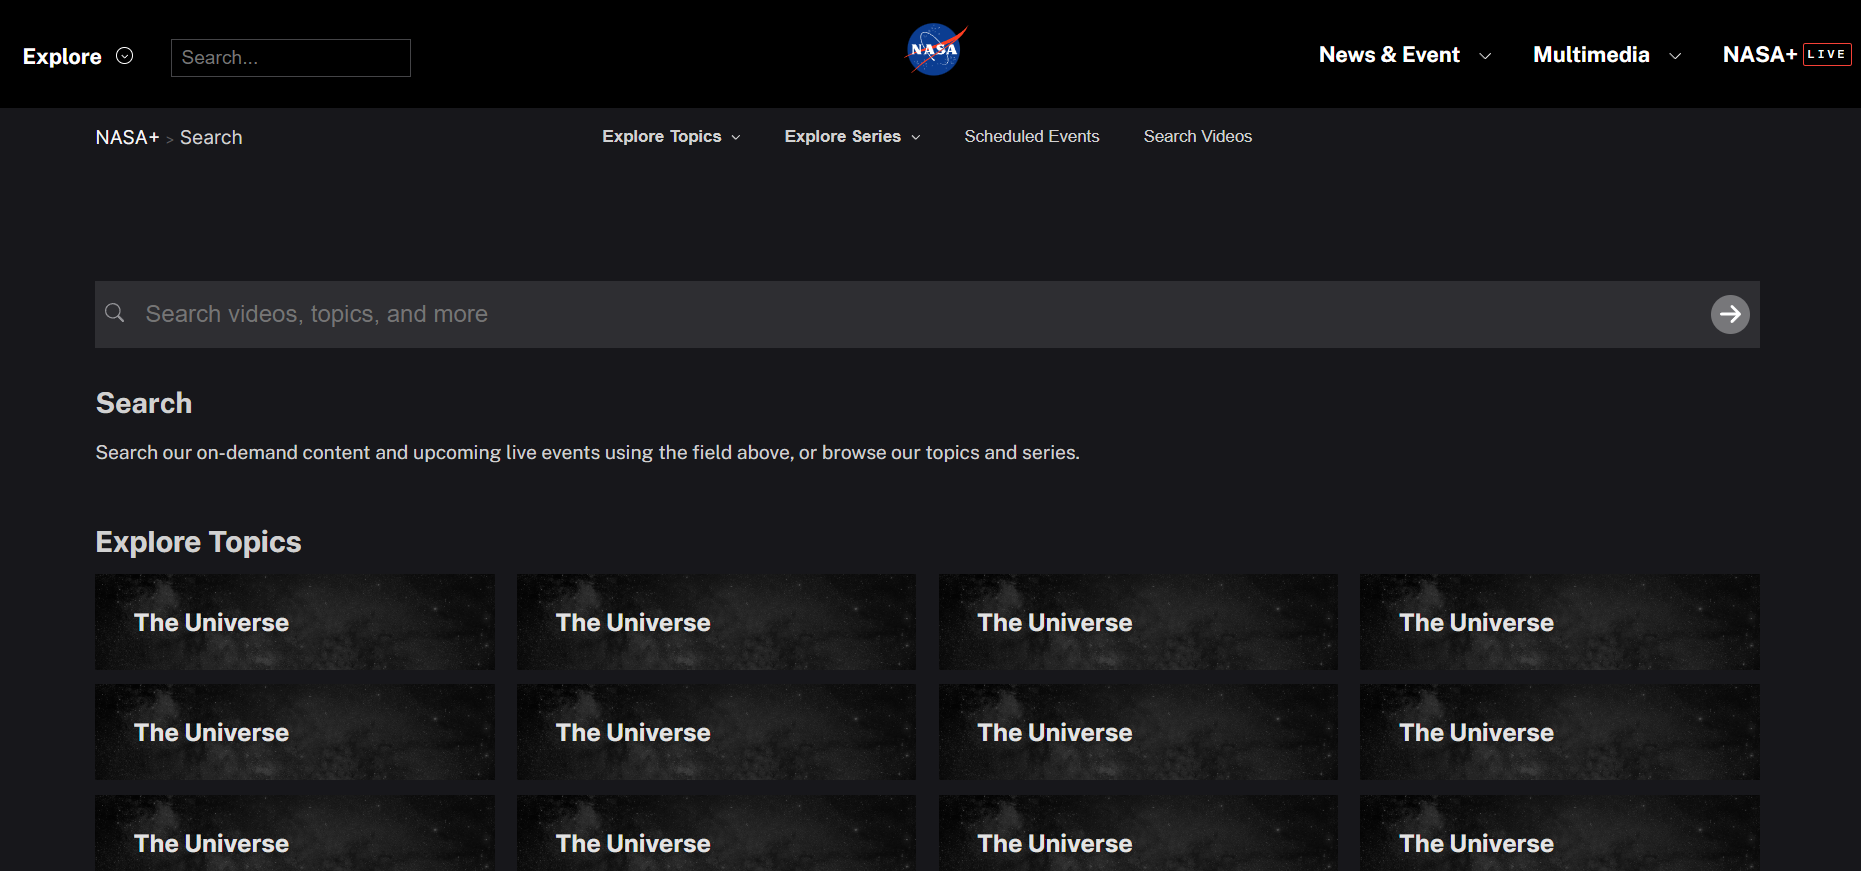 Explore Search... NASA News & Event Multimedia NASA+ LIVE
NASA+ > Search Explore Topics Explore Series Scheduled Events Search Videos
Search videos, topics, and more
Search
Search our on-demand content and upcoming live events using the field above, or browse our topics and series.
Explore Topics
The Universe The Universe The Universe The Universe
The Universe The Universe The Universe The Universe
The Universe The Universe The Universe The Universe